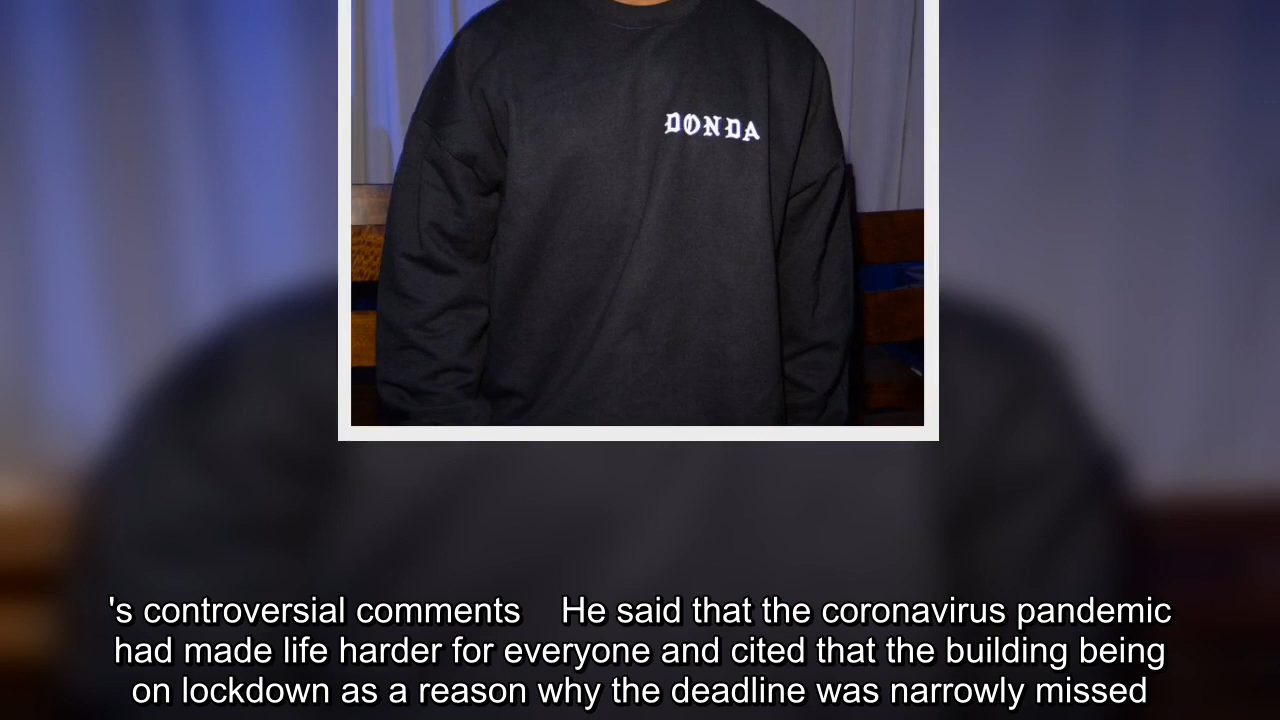 DONDA
's controversial comments    He said that the coronavirus pandemic
had made life harder for everyone and cited that the building being
on lockdown as a reason why the deadline was narrowly missed